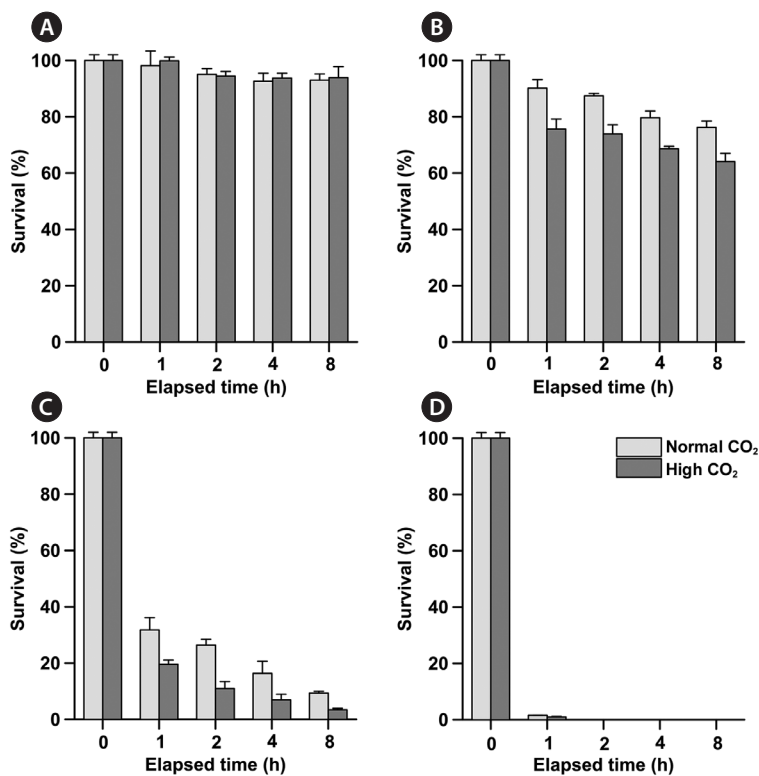 A
Survival (%)
100
80
60
40
20
0
0 1 2 4 8
Elapsed time (h)
B
Survival (%)
100
80
60
40
20
0
0 1 2 4 8
Elapsed time (h)
C
Survival (%)
100
80
60
40
20
0
0 1 2 4 8
Elapsed time (h)
D
Survival (%)
100
80
60
40
20
0
0 1 2 4 8
Elapsed time (h)
Normal CO₂
High CO₂